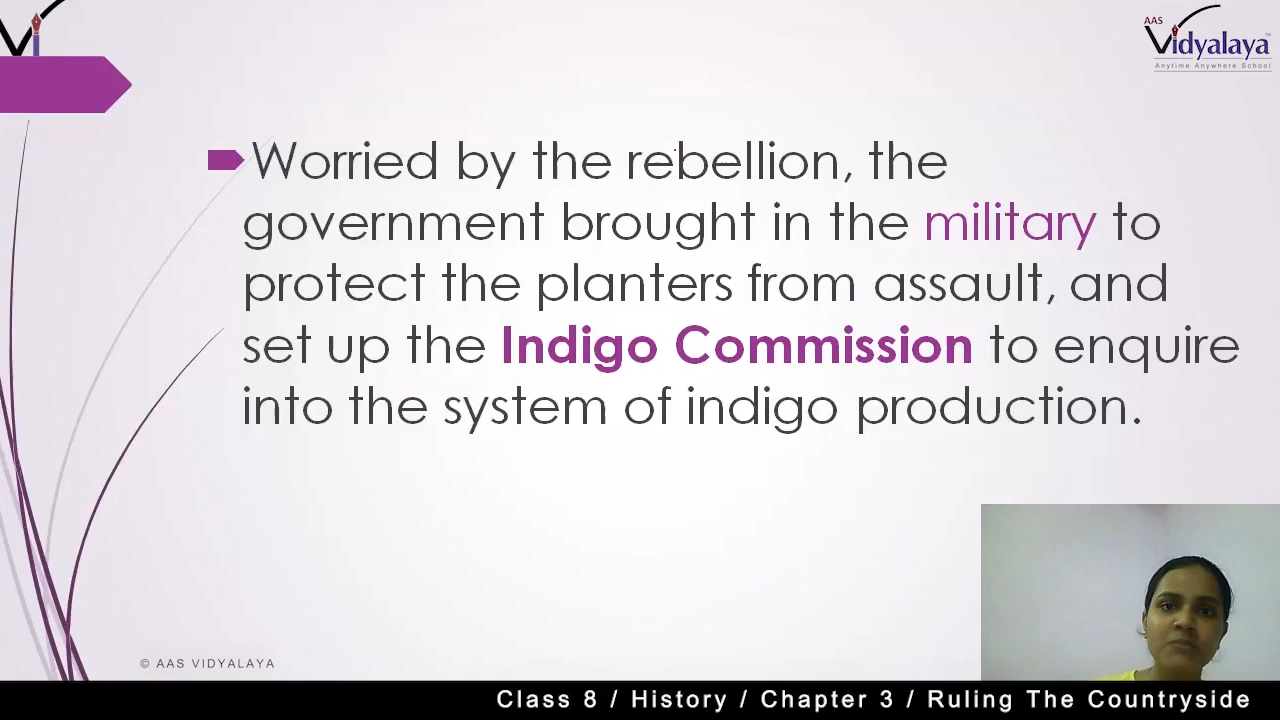 AAS
Vidyalaya
Anytime Anywhere School
Worried by the rebellion, the
government brought in the military to
protect the planters from assault, and
set up the Indigo Commission to enquire
into the system of indigo production.
© AAS VIDYALAYA
Class 8 / History / Chapter 3 / Ruling The Countryside